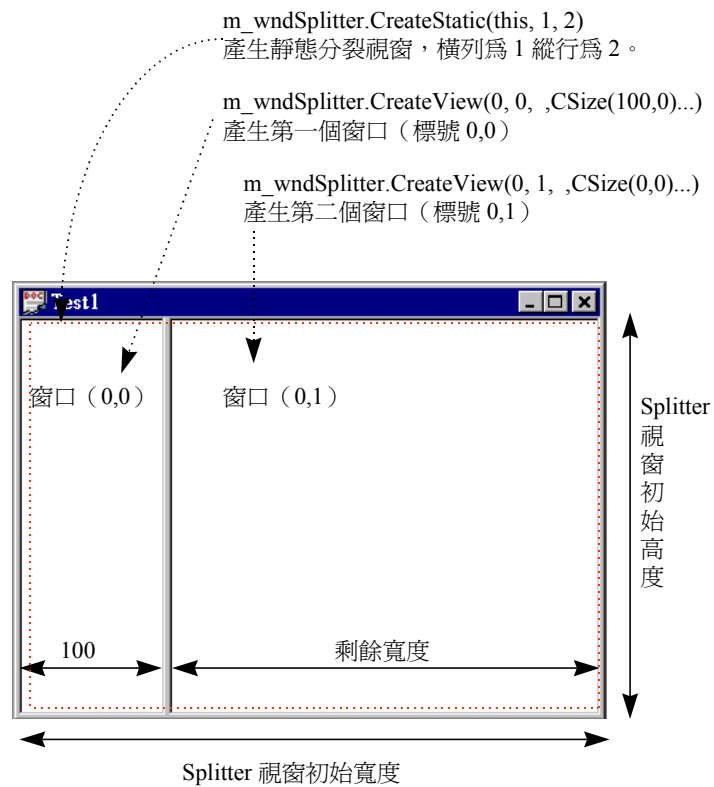 m_wndSplitter.CreateStatic(this, 1, 2)
產生靜態分裂視窗，橫列為 1 縱行為 2。
m_wndSplitter.CreateView(0, 0, ,CSize(100,0)...)
產生第一個窗口（標號 0,0）
m_wndSplitter.CreateView(0, 1, ,CSize(0,0)...)
產生第二個窗口（標號 0,1）
Test1
窗口（0,0）
窗口（0,1）
Splitter
視
窗
初
始
高
度
100
剩餘寬度
Splitter 視窗初始寬度